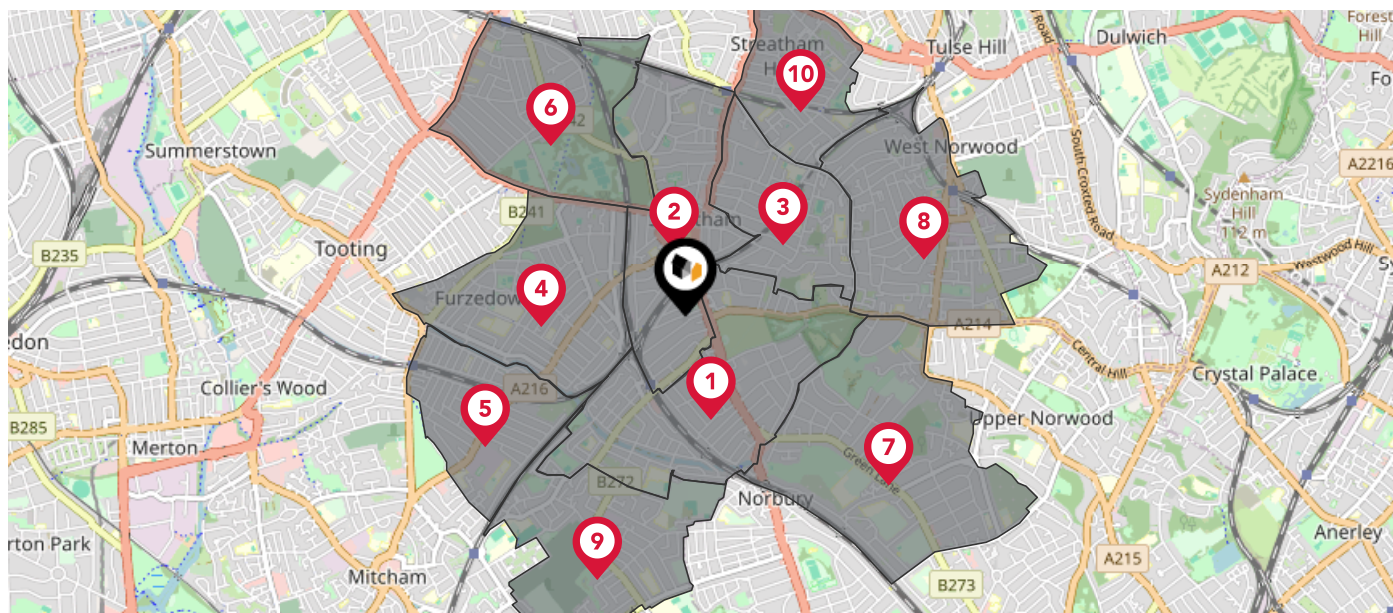 Forest
Hill
Streatham
10
Tulse Hill
Dulwich
Fo
6
Summerstown
West Norwood
South Croxted Road
A2216
Sydenham
Hill
112 m
B241
2
3
8
Tooting
B235
Westwood Hill
A212
4
Furzedow
A214
edon
Central Hill
Collier's Wood
A216
Crystal Palace
1
5
B285
Merton
Upper Norwood
7
Green Lane
B272
Norbury
9
rton Park
Mitcham
A215
Anerley
B273